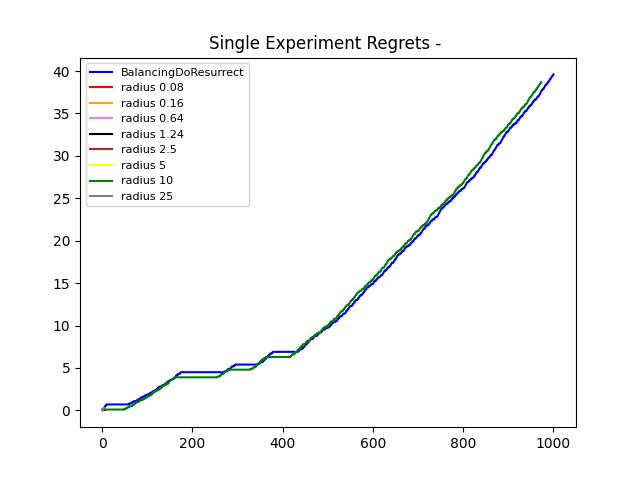 Single Experiment Regrets -
BalancingDoResurrect
radius 0.08
radius 0.16
radius 0.64
radius 1.24
radius 2.5
radius 5
radius 10
radius 25
40
35
30
25
20
15
10
5
0
0 200 400 600 800 1000